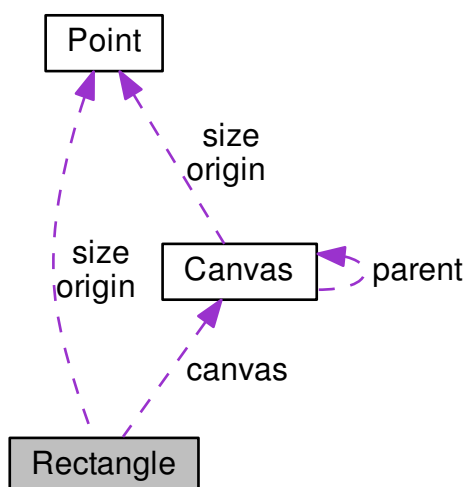 Point
size
origin
size
origin
Canvas
parent
canvas
Rectangle